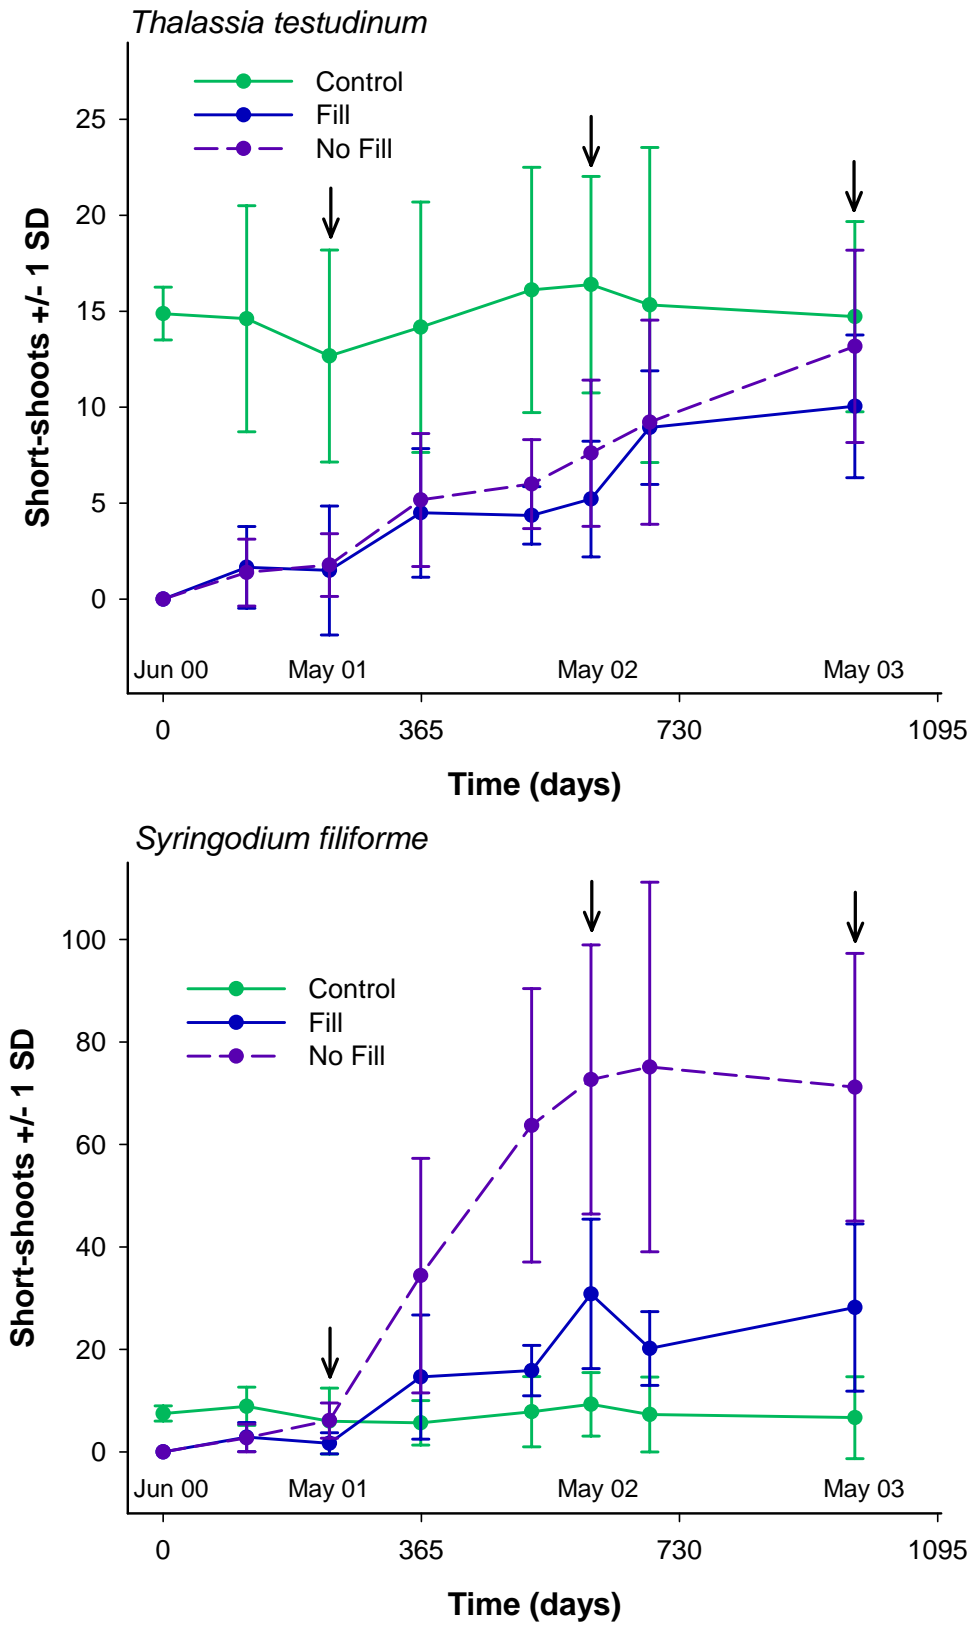 Thalassia testudinum
Control
Fill
No Fill
25
20
15
10
5
0
Short-shoots +/- 1 SD
Jun 00 May 01 May 02 May 03
0 365 730 1095
Time (days)
Syringodium filiforme
Control
Fill
No Fill
100
80
60
40
20
0
Short-shoots +/- 1 SD
Jun 00 May 01 May 02 May 03
0 365 730 1095
Time (days)